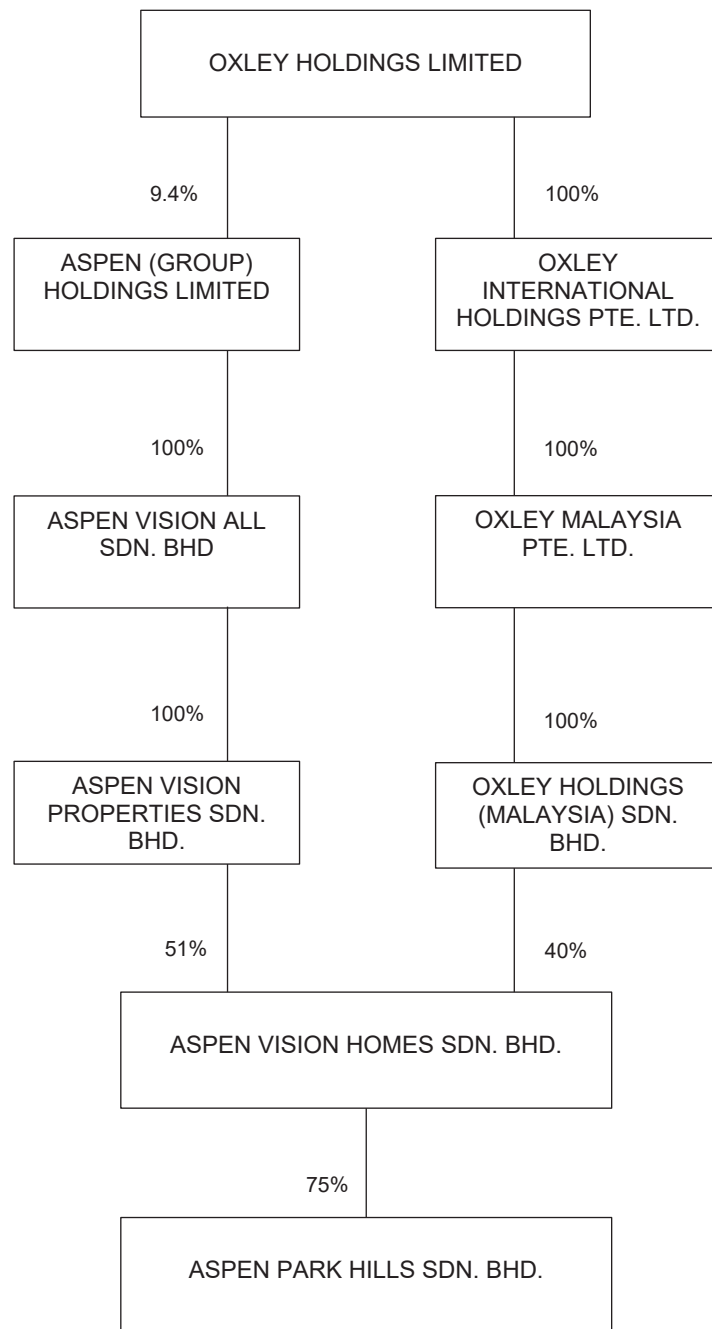 OXLEY HOLDINGS LIMITED
9.4%
100%
ASPEN (GROUP)
HOLDINGS LIMITED
OXLEY
INTERNATIONAL
HOLDINGS PTE. LTD.
100%
100%
ASPEN VISION ALL
SDN. BHD
OXLEY MALAYSIA
PTE. LTD.
100%
100%
ASPEN VISION
PROPERTIES SDN.
BHD.
OXLEY HOLDINGS
(MALAYSIA) SDN.
BHD.
51%
40%
ASPEN VISION HOMES SDN. BHD.
75%
ASPEN PARK HILLS SDN. BHD.